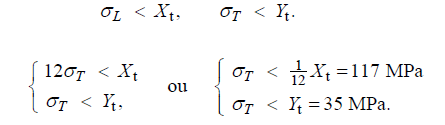 σ_L < X_t,    σ_T < Y_t.
{ 12σ_T < X_t    ou    { σ_T < 1/12 X_t = 117 MPa
{ σ_T < Y_t,    { σ_T < Y_t = 35 MPa.